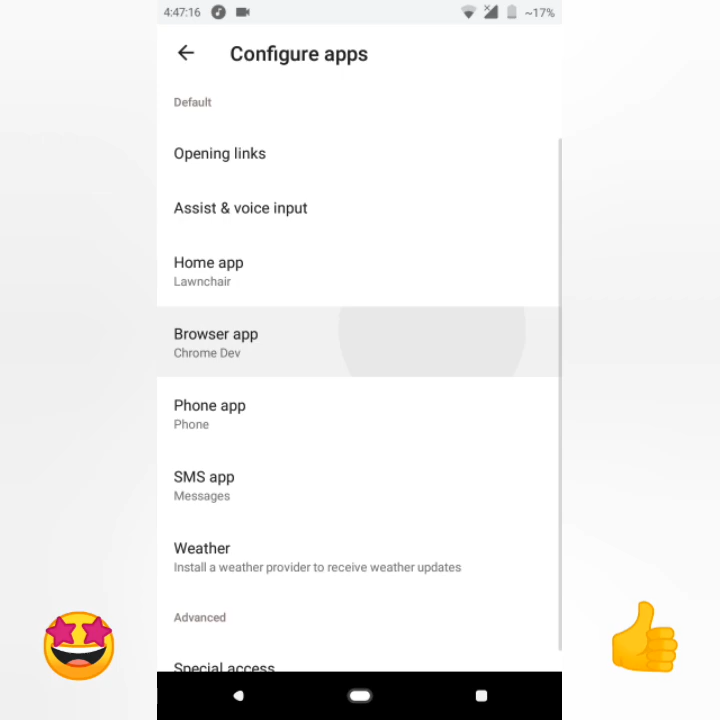 4:47:16 ~17%
Configure apps
Default
Opening links
Assist & voice input
Home app
Lawnchair
Browser app
Chrome Dev
Phone app
Phone
SMS app
Messages
Weather
Install a weather provider to receive weather updates
Advanced
Special access